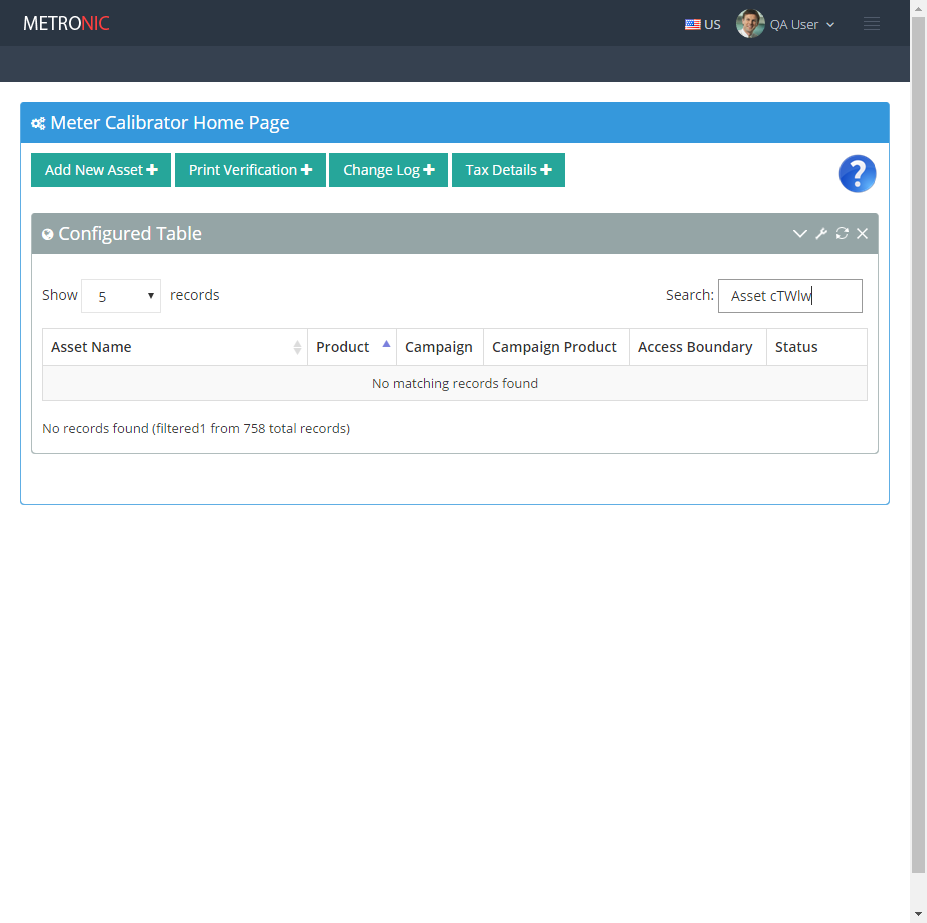 METRONIC
US
QA User
Meter Calibrator Home Page
Add New Asset
Print Verification
Change Log
Tax Details
?
Configured Table
Show 5 records
Search: Asset cTWlw
Asset Name Product Campaign Campaign Product Access Boundary Status
No matching records found
No records found (filtered1 from 758 total records)